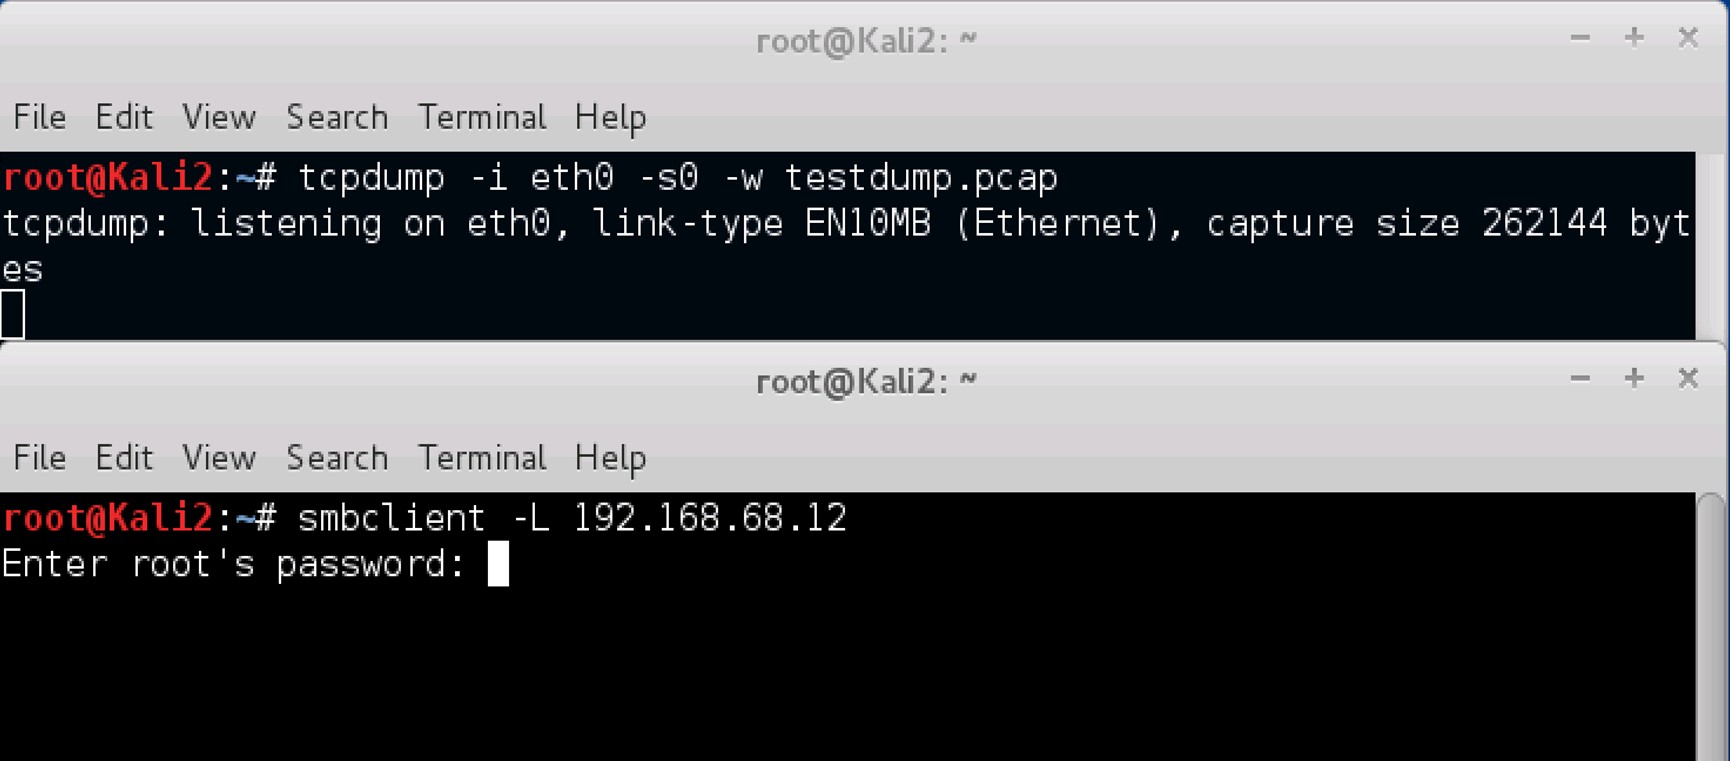 root@Kali2: ~
File Edit View Search Terminal Help
root@Kali2:~# tcpdump -i eth0 -s0 -w testdump.pcap
tcpdump: listening on eth0, link-type EN10MB (Ethernet), capture size 262144 byt
es
root@Kali2: ~
File Edit View Search Terminal Help
root@Kali2:~# smbclient -L 192.168.68.12
Enter root's password: